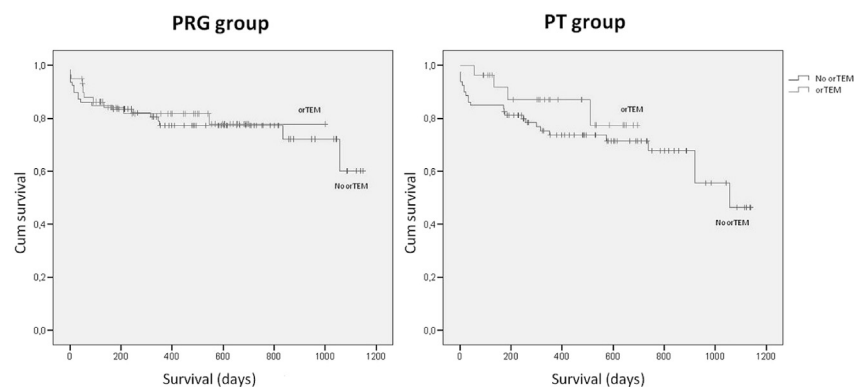 PRG group
PT group
Cum survival
1,0
0,8
0,6
0,4
0,2
0,0
0
200
400
600
800
1000
1200
Survival (days)
orTEM
No orTEM
Cum survival
1,0
0,8
0,6
0,4
0,2
0,0
0
200
400
600
800
1000
1200
Survival (days)
orTEM
No orTEM
No orTEM
orTEM